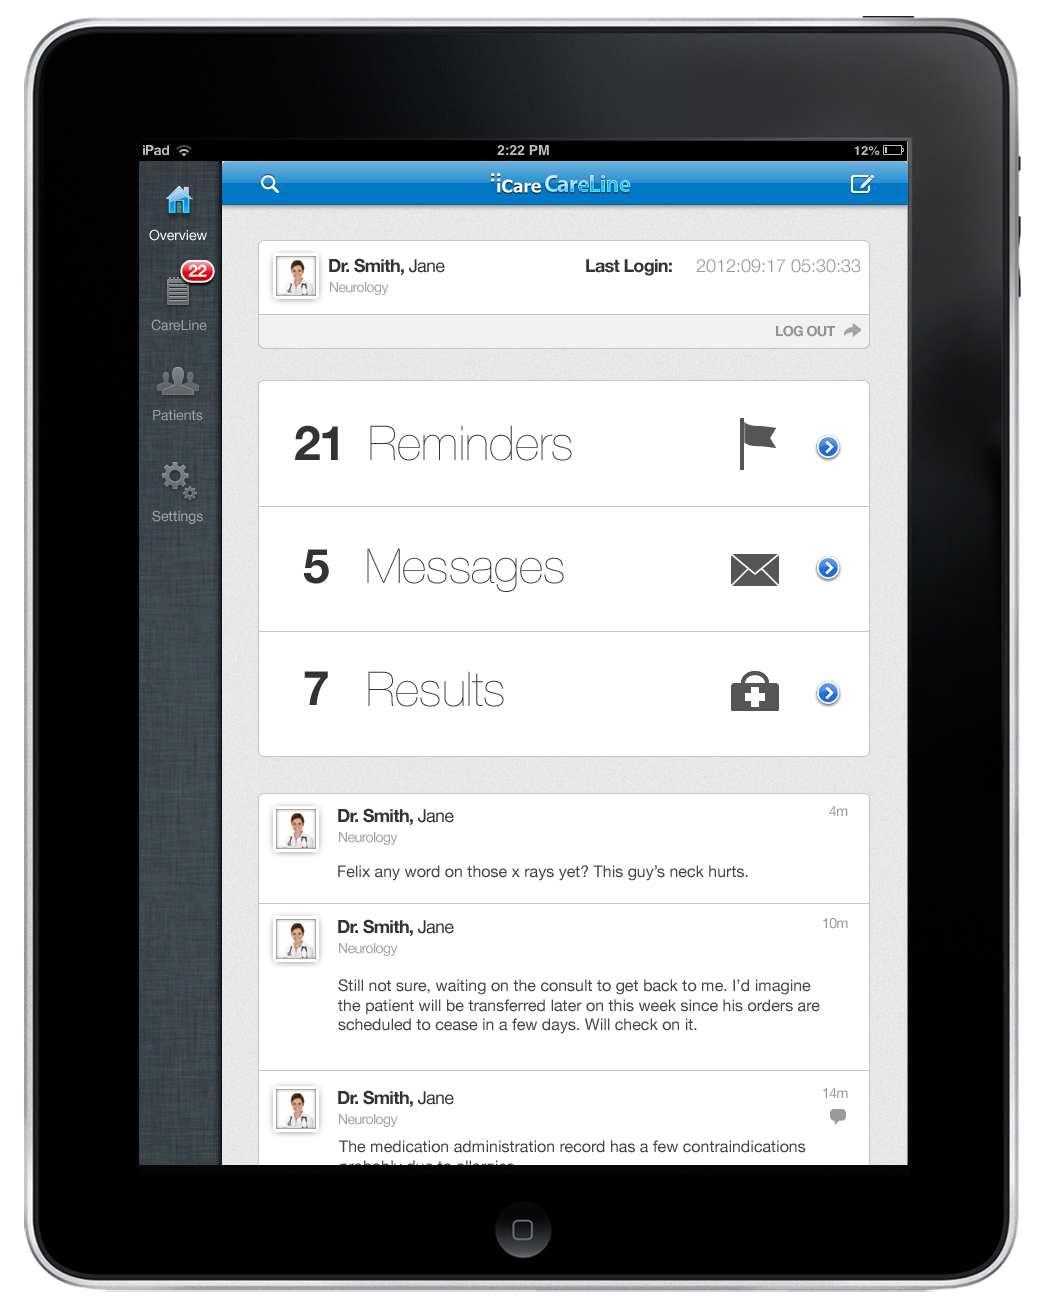 iPad 2:22 PM 12%
iCare CareLine
Overview
22
CareLine
Patients
Settings
Dr. Smith, Jane Last Login: 2012:09:17 05:30:33
Neurology
LOG OUT
21 Reminders
5 Messages
7 Results
Dr. Smith, Jane 4m
Neurology
Felix any word on those x rays yet? This guy's neck hurts.
Dr. Smith, Jane 10m
Neurology
Still not sure, waiting on the consult to get back to me. I'd imagine
the patient will be transferred later on this week since his orders are
scheduled to cease in a few days. Will check on it.
Dr. Smith, Jane 14m
Neurology
The medication administration record has a few contraindications
probably due to allergies